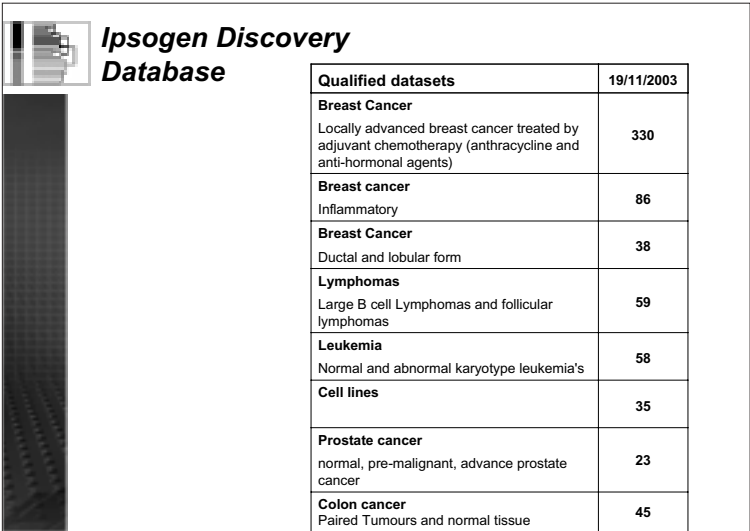 Ipsogen Discovery
Database
Qualified datasets 19/11/2003
Breast Cancer
Locally advanced breast cancer treated by
adjuvant chemotherapy (anthracycline and
anti-hormonal agents)
330
Breast cancer
Inflammatory
86
Breast Cancer
Ductal and lobular form
38
Lymphomas
Large B cell Lymphomas and follicular
lymphomas
59
Leukemia
Normal and abnormal karyotype leukemia's
58
Cell lines
35
Prostate cancer
normal, pre-malignant, advance prostate
cancer
23
Colon cancer
Paired Tumours and normal tissue
45